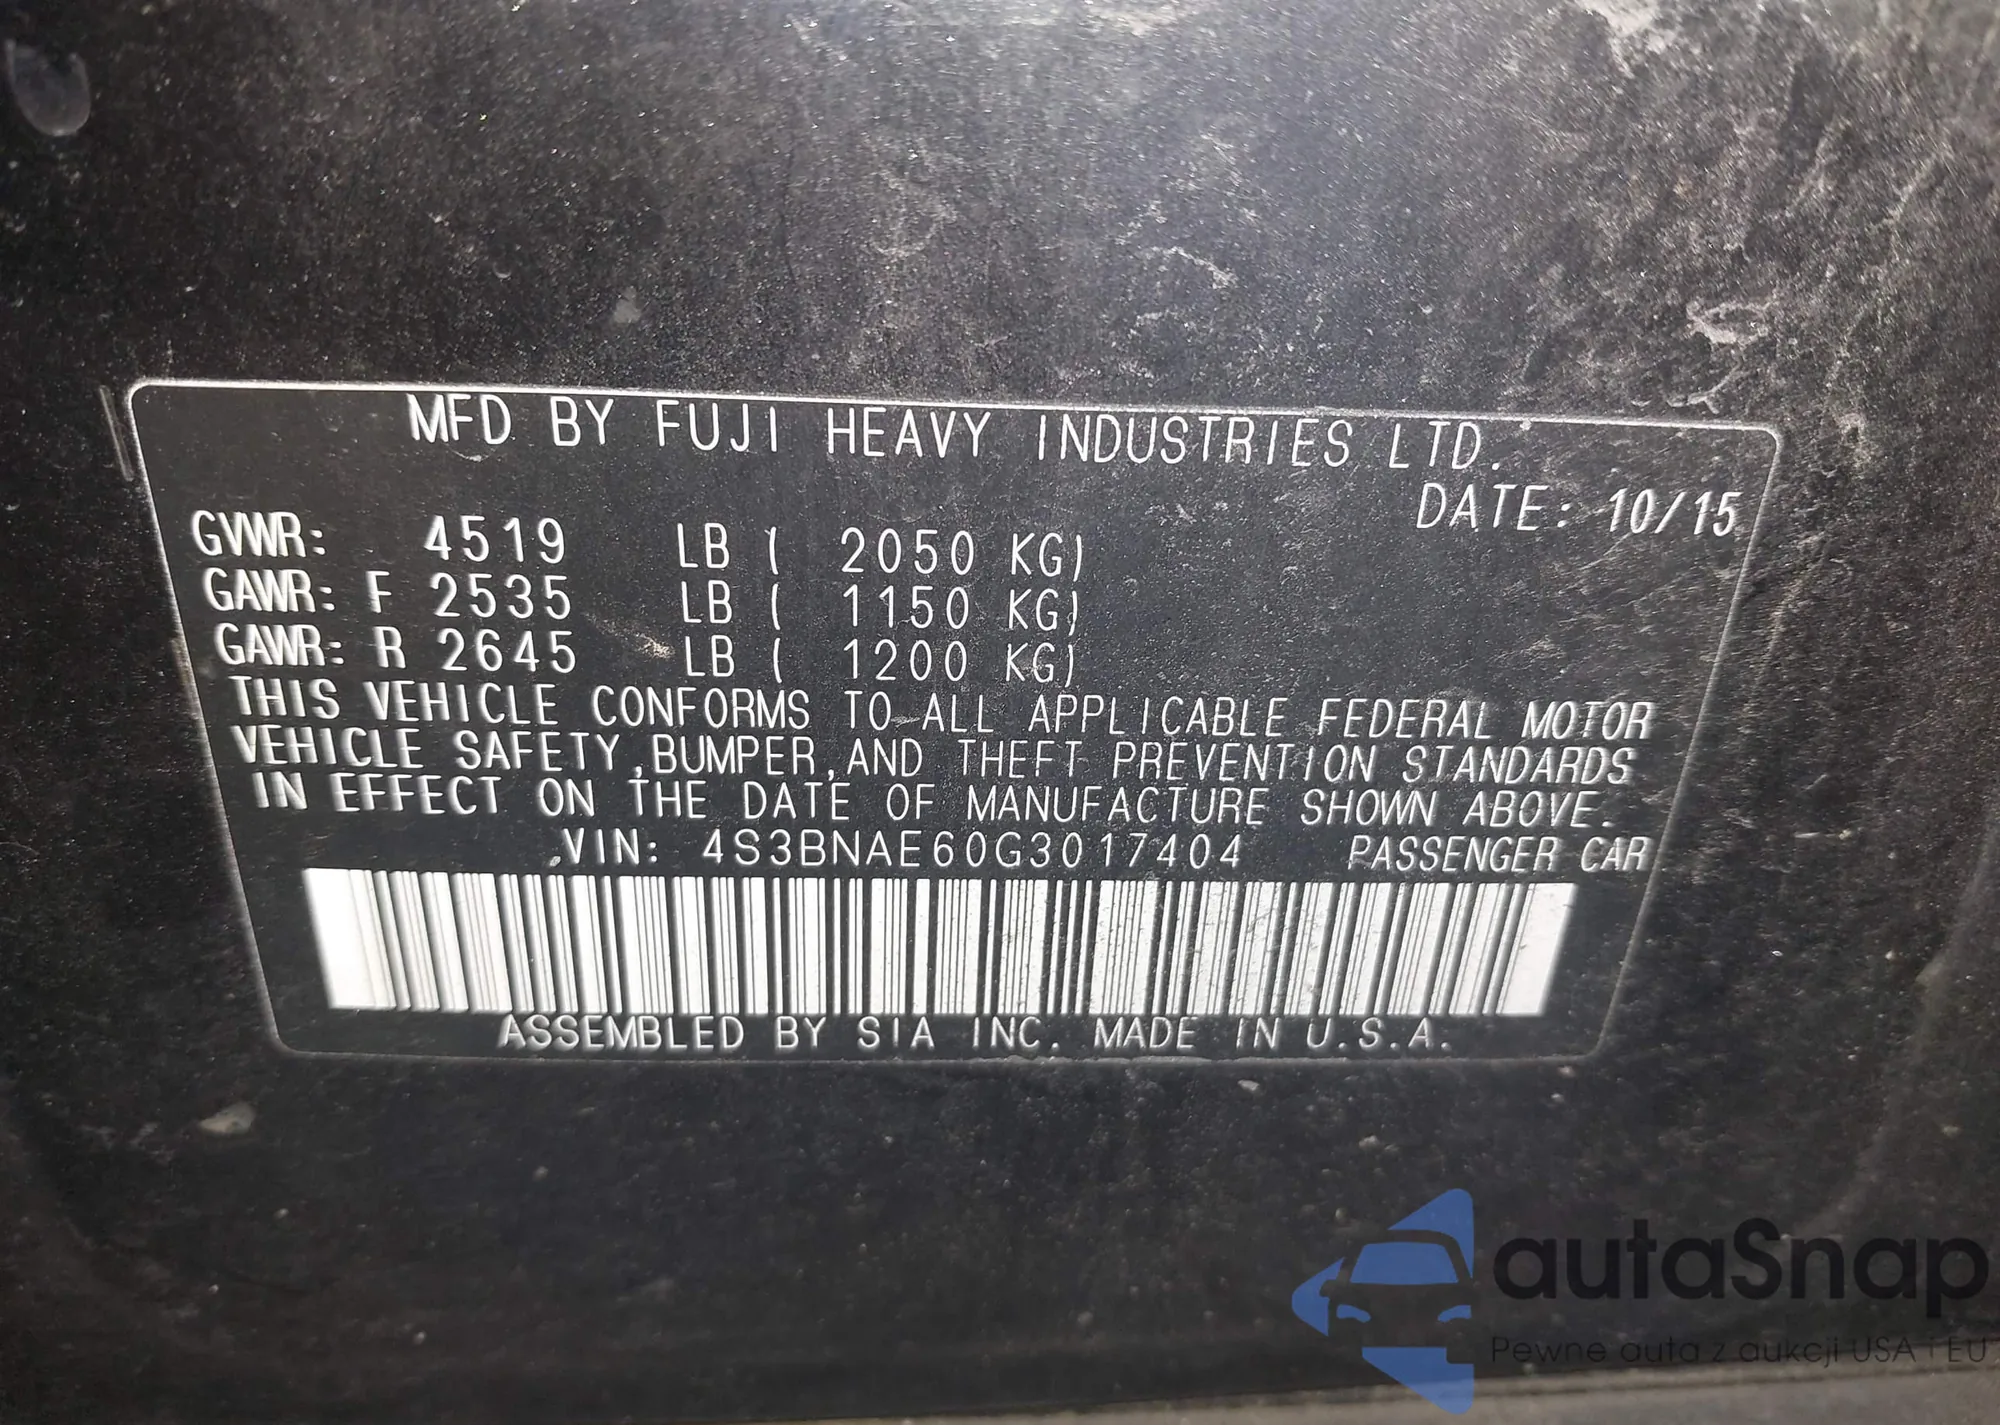 MFD BY FUJI HEAVY INDUSTRIES LTD.
DATE: 10/15
GVWR: 4519 LB ( 2050 KG)
GAWR: F 2535 LB ( 1150 KG)
GAWR: R 2645 LB ( 1200 KG)
THIS VEHICLE CONFORMS TO ALL APPLICABLE FEDERAL MOTOR
VEHICLE SAFETY,BUMPER,AND THEFT PREVENTION STANDARDS
IN EFFECT ON THE DATE OF MANUFACTURE SHOWN ABOVE.
VIN: 4S3BNAE60G3017404 PASSENGER CAR
ASSEMBLED BY SIA INC. MADE IN U.S.A.
autaSnap
Pewne auta z aukcji USA i EU